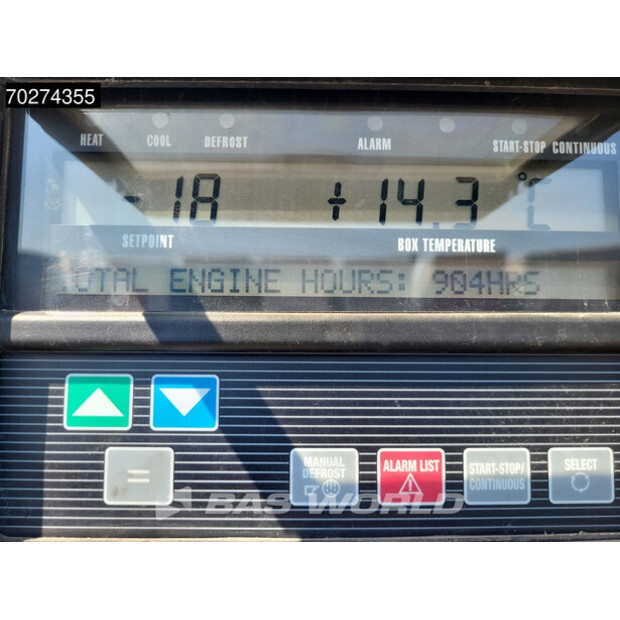 70274355
HEAT COOL DEFROST ALARM START-STOP CONTINUOUS
-18 +14.3 °C
SETPOINT BOX TEMPERATURE
TOTAL ENGINE HOURS: 904HRS
MANUAL DEFROST ALARM LIST START-STOP/ CONTINUOUS SELECT
=
BAS WORLD